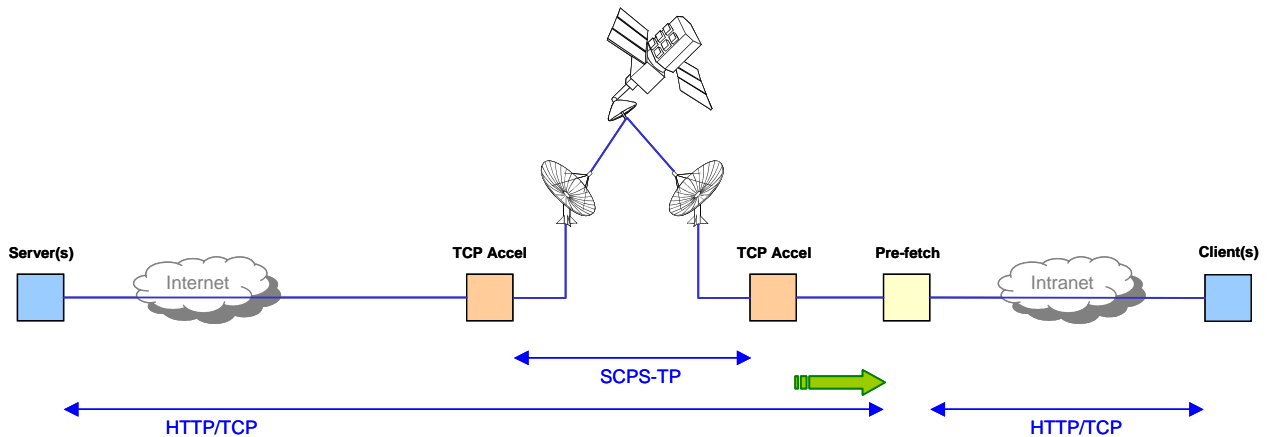 Server(s)
Internet
TCP Accel
TCP Accel
Pre-fetch
Intranet
Client(s)
SCPS-TP
HTTP/TCP
HTTP/TCP